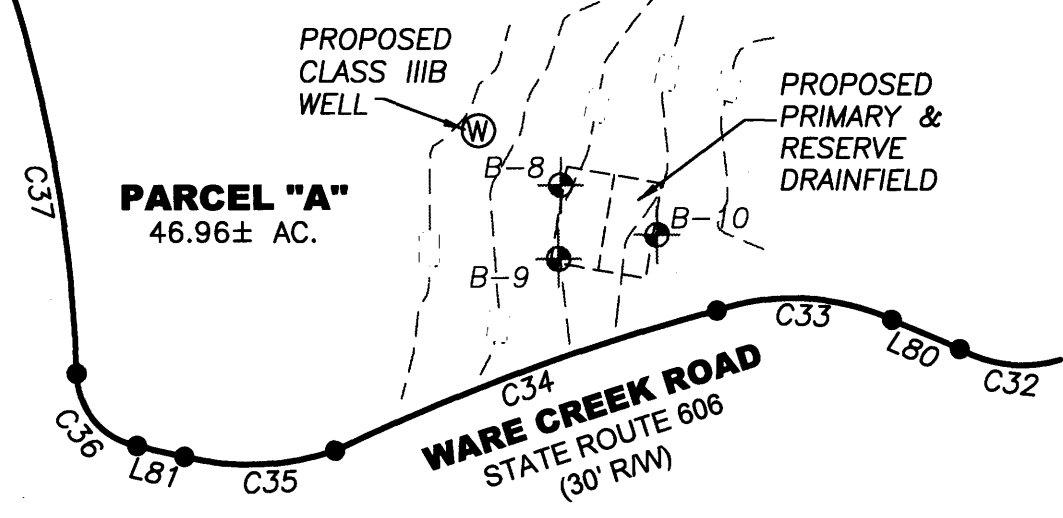 PROPOSED
CLASS IIIB
WELL
W
PROPOSED
PRIMARY &
RESERVE
DRAINFIELD
B-8
B-10
B-9
PARCEL "A"
46.96± AC.
C37
C36
L81
C35
C34
C33
L80
C32
WARE CREEK ROAD
STATE ROUTE 606
(30' R/W)